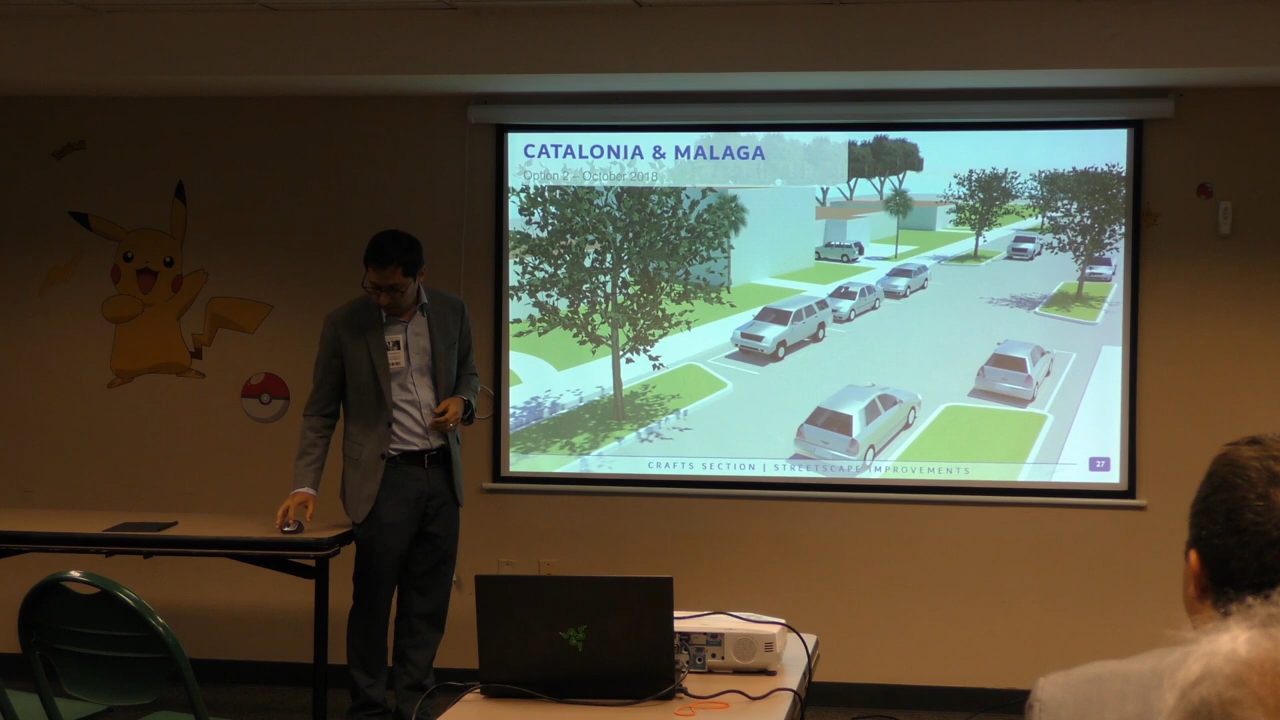 CATALONIA & MALAGA
Option 2 – October 2018
CRAFTS SECTION | STREETSCAPE IMPROVEMENTS
27